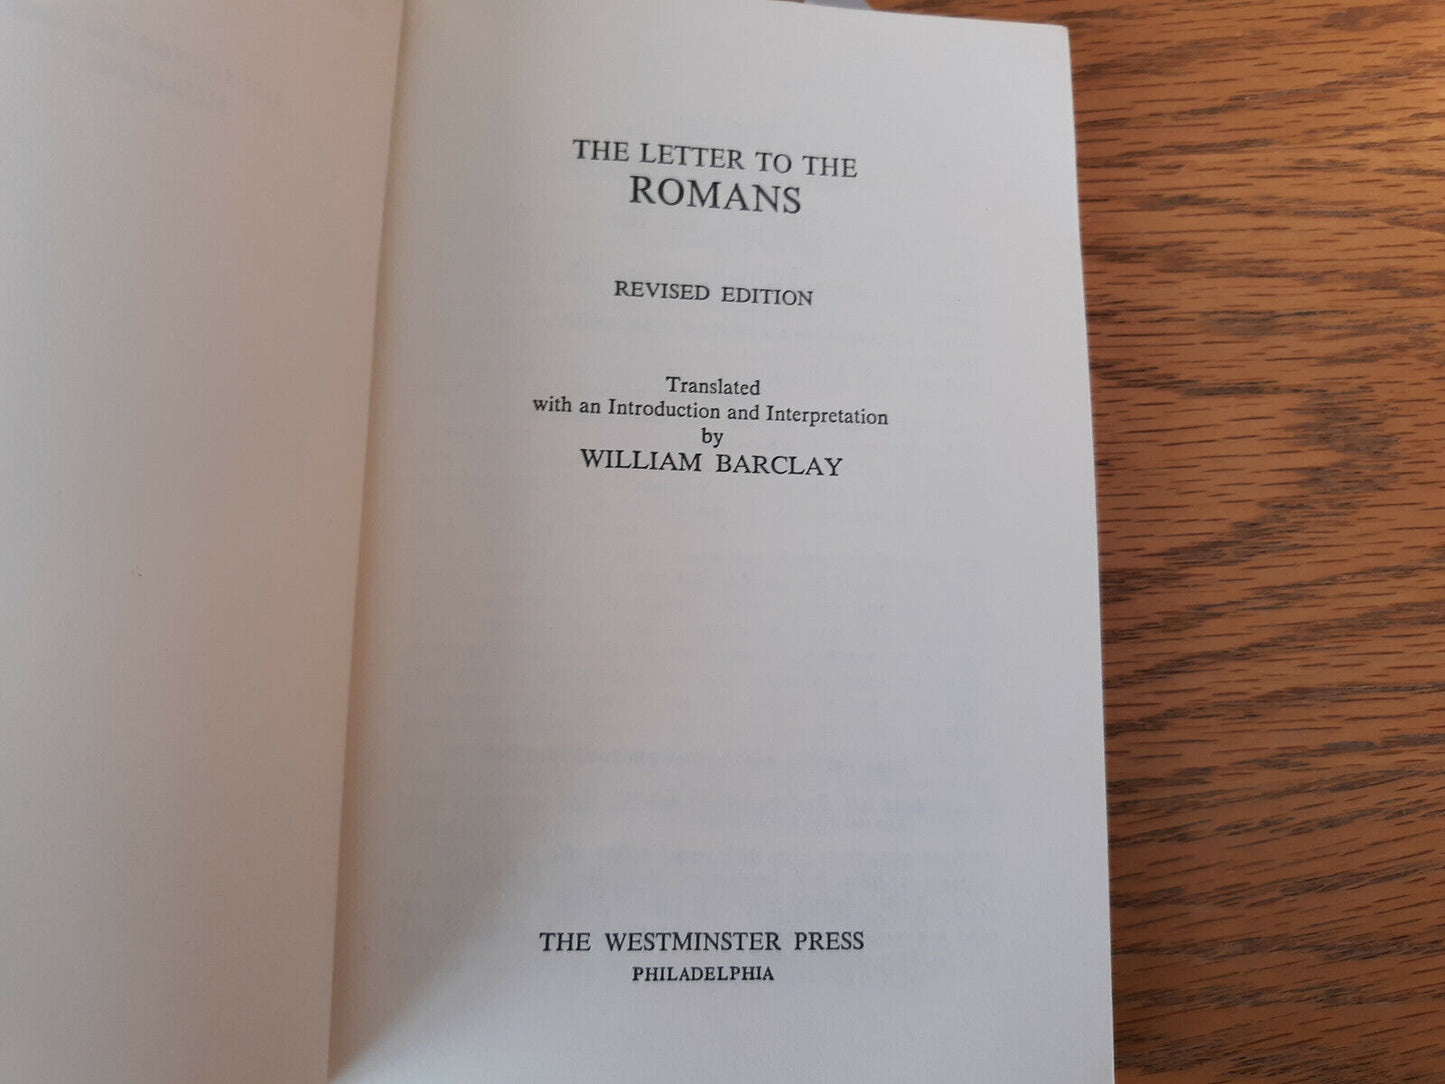 THE LETTER TO THE
ROMANS
REVISED EDITION
Translated
with an Introduction and Interpretation
by
WILLIAM BARCLAY
THE WESTMINSTER PRESS
PHILADELPHIA